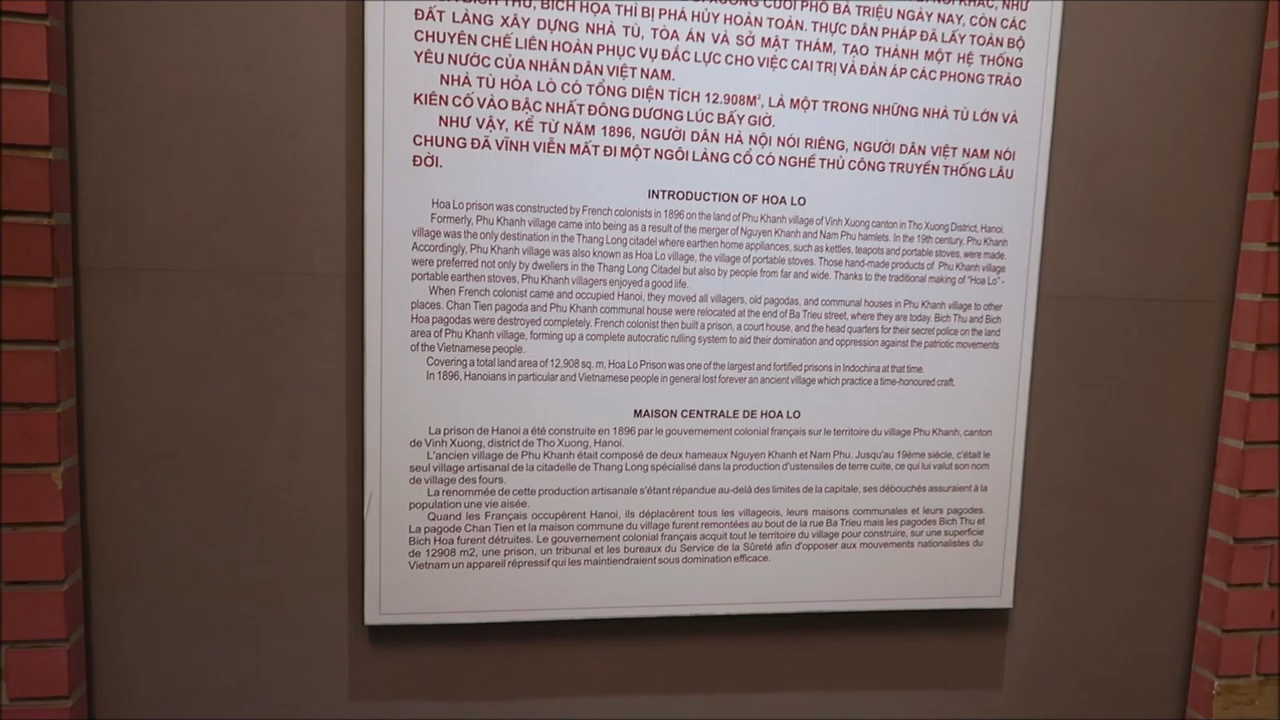 THU, BÍCH HỌA THÌ BỊ PHÁ HỦY HOÀN TOÀN. THỰC DÂN PHÁP ĐÃ LẤY TOÀN BỘ
ĐẤT LÀNG XÂY DỰNG NHÀ TÙ, TÒA ÁN VÀ SỞ MẬT THÁM, TẠO THÀNH MỘT HỆ THỐNG
CHUYÊN CHẾ LIÊN HOÀN PHỤC VỤ ĐẮC LỰC CHO VIỆC CAI TRỊ VÀ ĐÀN ÁP CÁC PHONG TRÀO
YÊU NƯỚC CỦA NHÂN DÂN VIỆT NAM.
NHÀ TÙ HỎA LÒ CÓ TỔNG DIỆN TÍCH 12.908M², LÀ MỘT TRONG NHỮNG NHÀ TÙ LỚN VÀ
KIÊN CỐ VÀO BẬC NHẤT ĐÔNG DƯƠNG LÚC BẤY GIỜ.
NHƯ VẬY, KỂ TỪ NĂM 1896, NGƯỜI DÂN HÀ NỘI NÓI RIÊNG, NGƯỜI DÂN VIỆT NAM NÓI
CHUNG ĐÃ VĨNH VIỄN MẤT ĐI MỘT NGÔI LÀNG CỔ CÓ NGHỀ THỦ CÔNG TRUYỀN THỐNG LÂU
ĐỜI.
INTRODUCTION OF HOA LO
Hoa Lo prison was constructed by French colonists in 1896 on the land of Phu Khanh village of Vinh Xuong canton in Tho Xuong District, Hanoi.
Formerly, Phu Khanh village came into being as a result of the merger of Nguyen Khanh and Nam Phu hamlets. In the 19th century, Phu Khanh
village was the only destination in the Thang Long citadel where earthen home appliances, such as kettles, teapots and portable stoves, were made.
Accordingly, Phu Khanh village was also known as Hoa Lo village, the village of portable stoves. Those hand-made products of Phu Khanh village
were preferred not only by dwellers in the Thang Long Citadel but also by people from far and wide. Thanks to the traditional making of "Hoa Lo" -
portable earthen stoves, Phu Khanh villagers enjoyed a good life.
When French colonist came and occupied Hanoi, they moved all villagers, old pagodas, and communal houses in Phu Khanh village to other
places. Chan Tien pagoda and Phu Khanh communal house were relocated at the end of Ba Trieu street, where they are today. Bich Thu and Bich
Hoa pagodas were destroyed completely. French colonist then built a prison, a court house, and the head quarters for their secret police on the land
area of Phu Khanh village, forming up a complete autocratic rulling system to aid their domination and oppression against the patriotic movements
of the Vietnamese people.
Covering a total land area of 12,908 sq. m, Hoa Lo Prison was one of the largest and fortified prisons in Indochina at that time.
In 1896, Hanoians in particular and Vietnamese people in general lost forever an ancient village which practice a time-honoured craft.
MAISON CENTRALE DE HOA LO
La prison de Hanoi a été construite en 1896 par le gouvernement colonial français sur le territoire du village Phu Khanh, canton
de Vinh Xuong, district de Tho Xuong, Hanoi.
L'ancien village de Phu Khanh était composé de deux hameaux Nguyen Khanh et Nam Phu. Jusqu'au 19ème siècle, c'était le
seul village artisanal de la citadelle de Thang Long spécialisé dans la production d'ustensiles de terre cuite, ce qui lui valut son nom
de village des fours.
La renommée de cette production artisanale s'étant répandue au-delà des limites de la capitale, ses débouchés assuraient à la
population une vie aisée.
Quand les Français occupèrent Hanoi, ils déplacèrent tous les villageois, leurs maisons communales et leurs pagodes.
La pagode Chan Tien et la maison commune du village furent remontées au bout de la rue Ba Trieu mais les pagodes Bich Thu et
Bich Hoa furent détruites. Le gouvernement colonial français acquit tout le territoire du village pour construire, sur une superficie
de 12908 m2, une prison, un tribunal et les bureaux du Service de la Sûreté afin d'opposer aux mouvements nationalistes du
Vietnam un appareil répressif qui les maintiendraient sous domination efficace.